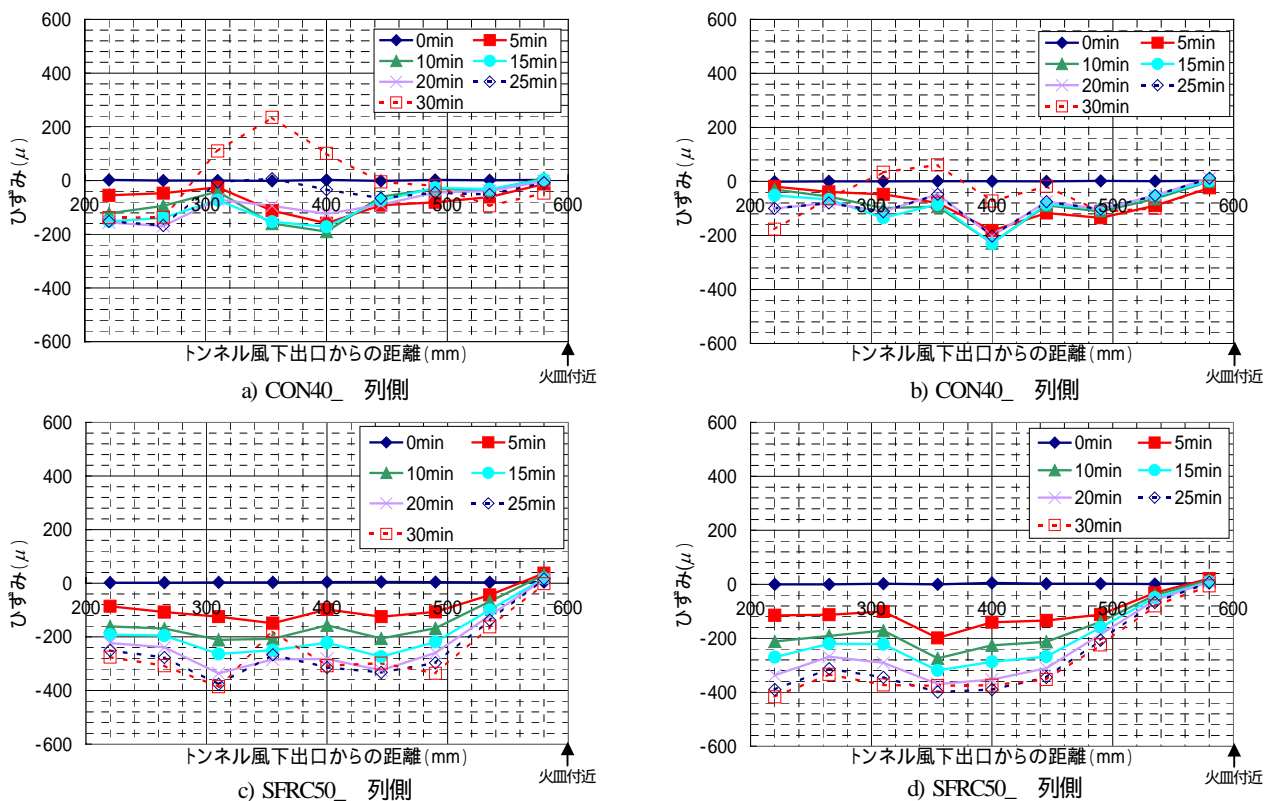 600
400
200
0
-200
-400
-600
200
300
400
500
600
ひずみ(μ)
0min 5min
10min 15min
20min 25min
30min
トンネル風下出口からの距離(mm)
火皿付近
a) CON40_ 列側
600
400
200
0
-200
-400
-600
200
300
400
500
600
ひずみ(μ)
0min 5min
10min 15min
20min 25min
30min
トンネル風下出口からの距離(mm)
火皿付近
b) CON40_ 列側
600
400
200
0
-200
-400
-600
200
300
400
500
600
ひずみ(μ)
0min 5min
10min 15min
20min 25min
30min
トンネル風下出口からの距離(mm)
火皿付近
c) SFRC50_ 列側
600
400
200
0
-200
-400
-600
200
300
400
500
600
ひずみ(μ)
0min 5min
10min 15min
20min 25min
30min
トンネル風下出口からの距離(mm)
火皿付近
d) SFRC50_ 列側